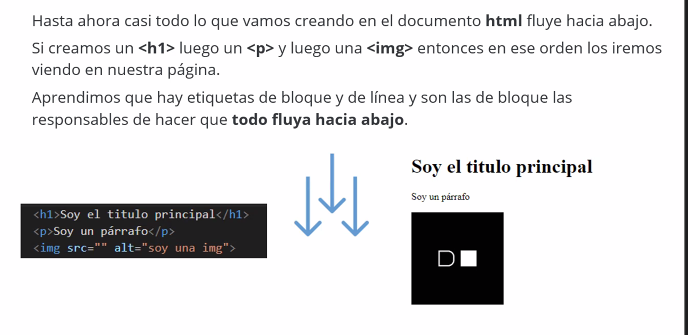 Hasta ahora casi todo lo que vamos creando en el documento html fluye hacia abajo.
Si creamos un <h1> luego un <p> y luego una <img> entonces en ese orden los iremos
viendo en nuestra página.
Aprendimos que hay etiquetas de bloque y de línea y son las de bloque las
responsables de hacer que todo fluya hacia abajo.
<h1>Soy el titulo principal</h1>
<p>Soy un párrafo</p>
<img src="" alt="soy una img">
Soy el titulo principal
Soy un párrafo
D